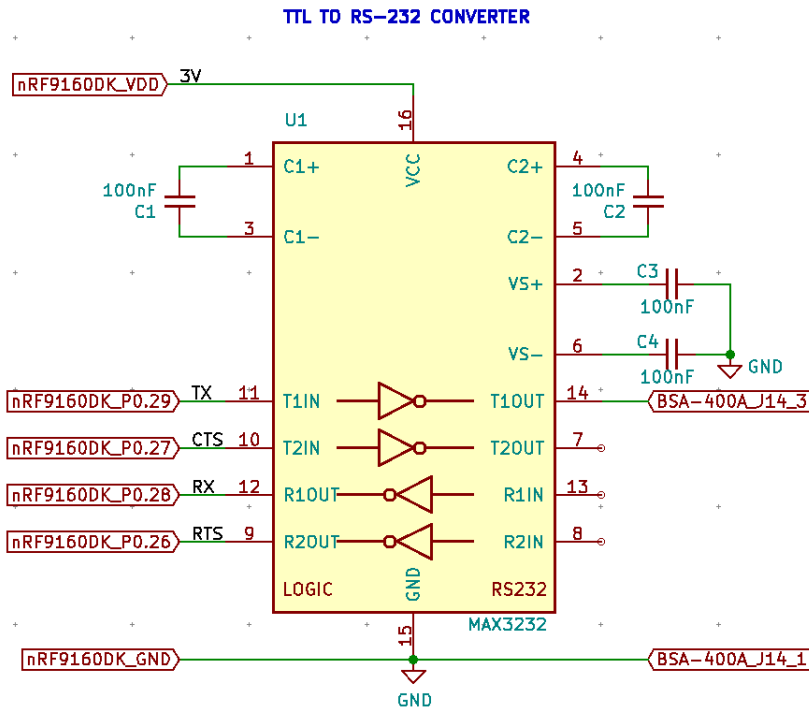 TTL TO RS-232 CONVERTER
nRF9160DK_VDD 3V
U1
16
VCC
1 C1+ C2+ 4
100nF 100nF
C1 C2
3 C1- C2- 5
VS+ 2 C3
100nF
VS- 6 C4
GND
100nF
nRF9160DK_P0.29 TX 11 T1IN T1OUT 14 BSA-400A_J14_3
nRF9160DK_P0.27 CTS 10 T2IN T2OUT 7
nRF9160DK_P0.28 RX 12 R1OUT R1IN 13
nRF9160DK_P0.26 RTS 9 R2OUT R2IN 8
LOGIC GND RS232
15 MAX3232
nRF9160DK_GND BSA-400A_J14_1
GND